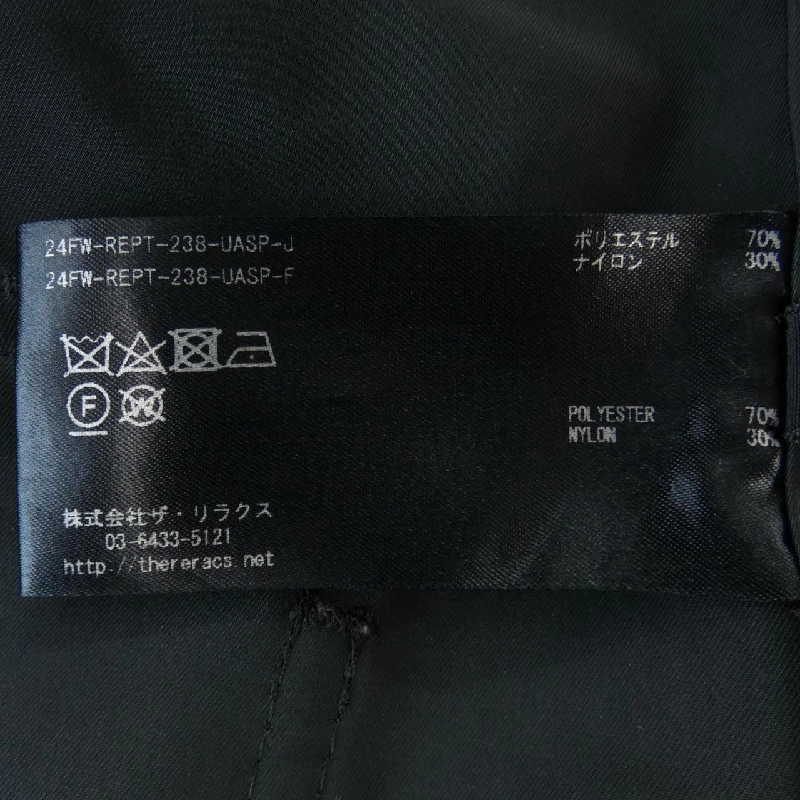 24FW-REPT-238-UASP-J
24FW-REPT-238-UASP-F
ポリエステル 70%
ナイロン 30%
F
W
POLYESTER 70%
NYLON 30%
株式会社ザ・リラクス
03-6433-5121
http://thereracs.net